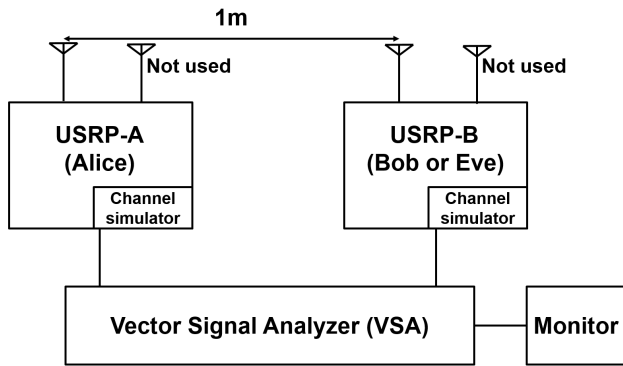 1m
Not used
Not used
USRP-A
(Alice)
Channel
simulator
USRP-B
(Bob or Eve)
Channel
simulator
Vector Signal Analyzer (VSA)
Monitor